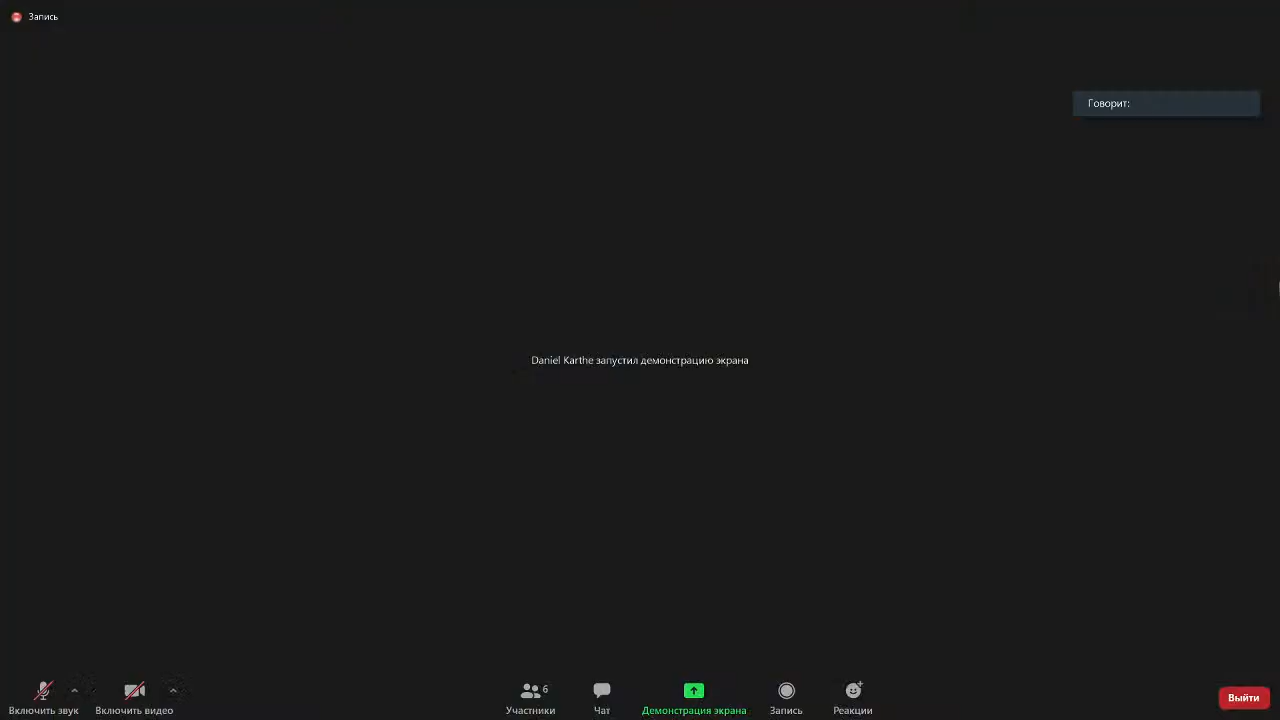 Запись
Говорит:
Daniel Karthe запустил демонстрацию экрана
6
Включить звук
Включить видео
Участники
Чат
Демонстрация экрана
Запись
Реакции
Выйти